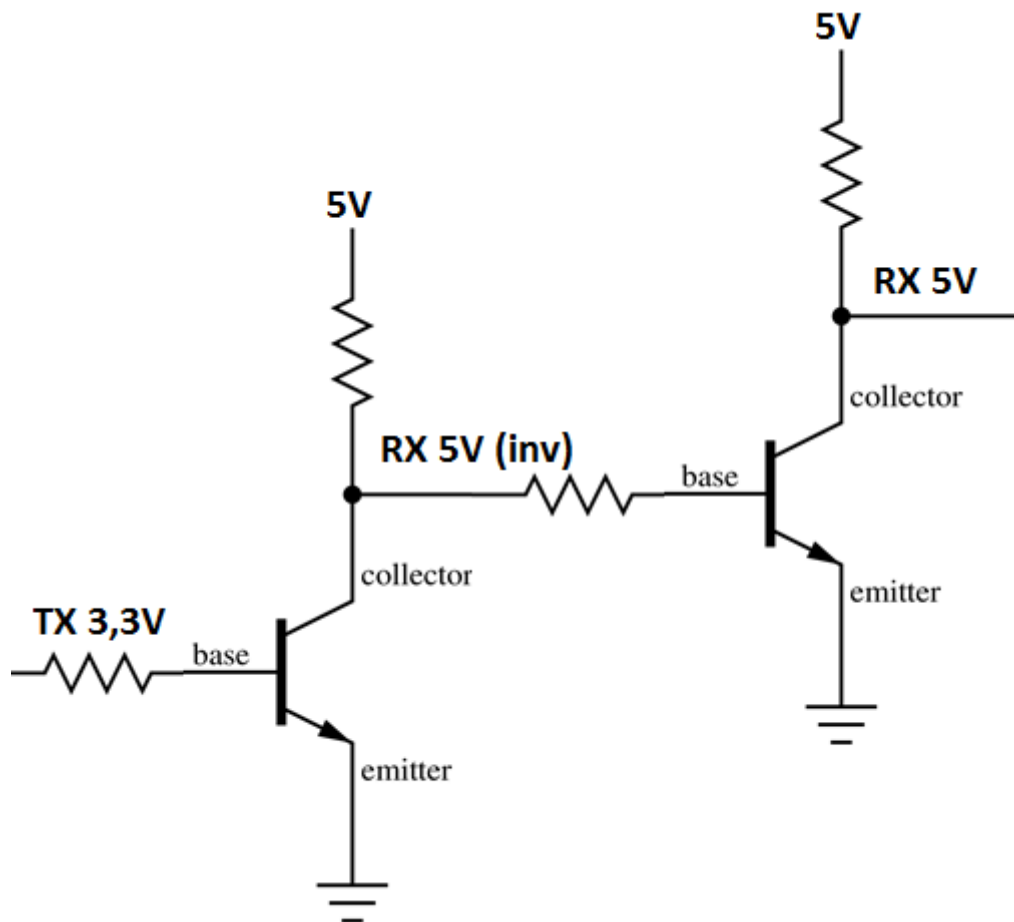 5V
5V
RX 5V
collector
RX 5V (inv)
base
collector
emitter
TX 3,3V
base
emitter